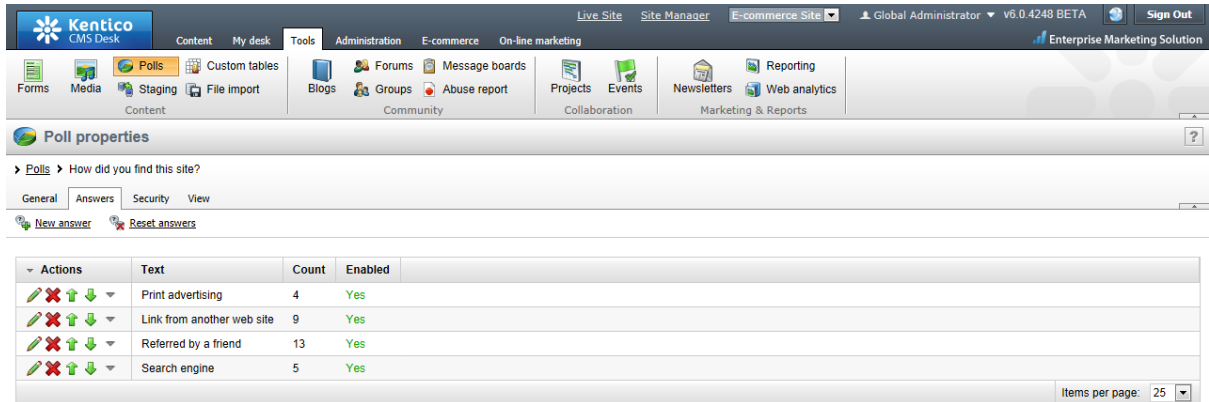 Live Site Site Manager E-commerce Site Global Administrator v6.0.4248 BETA Sign Out
Kentico
CMS Desk
Content My desk Tools Administration E-commerce On-line marketing
Enterprise Marketing Solution
Forms Media Polls Custom tables
Staging File import
Content
Blogs Forums Message boards
Groups Abuse report
Community
Projects Events
Collaboration
Newsletters Reporting
Web analytics
Marketing & Reports
Poll properties ?
> Polls > How did you find this site?
General Answers Security View
New answer Reset answers
Actions Text Count Enabled
Print advertising 4 Yes
Link from another web site 9 Yes
Referred by a friend 13 Yes
Search engine 5 Yes
Items per page: 25